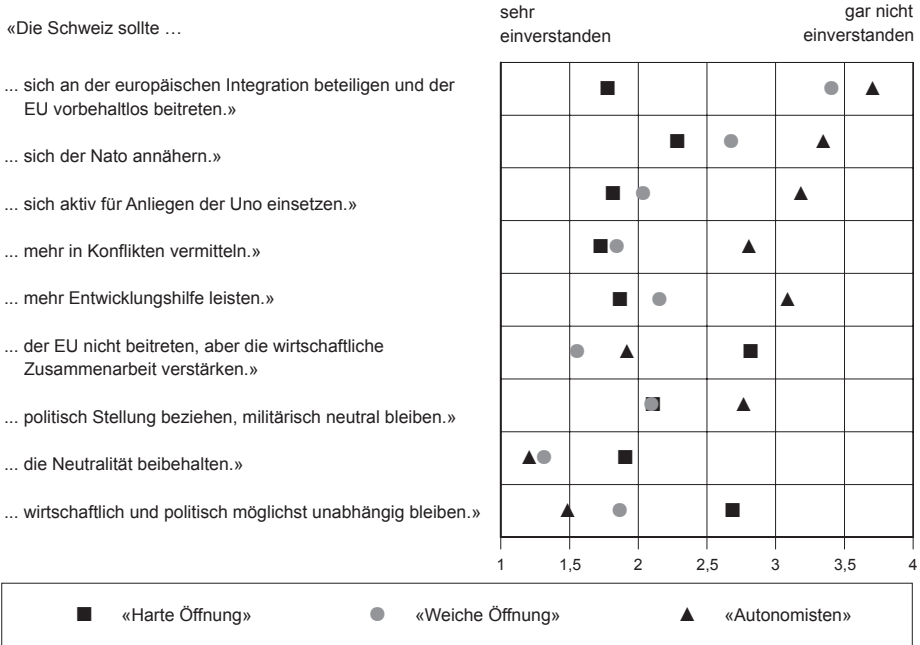 «Die Schweiz sollte …
sehr
einverstanden
gar nicht
einverstanden
... sich an der europäischen Integration beteiligen und der
EU vorbehaltlos beitreten.»
... sich der Nato annähern.»
... sich aktiv für Anliegen der Uno einsetzen.»
... mehr in Konflikten vermitteln.»
... mehr Entwicklungshilfe leisten.»
... der EU nicht beitreten, aber die wirtschaftliche
Zusammenarbeit verstärken.»
... politisch Stellung beziehen, militärisch neutral bleiben.»
... die Neutralität beibehalten.»
... wirtschaftlich und politisch möglichst unabhängig bleiben.»
1 1,5 2 2,5 3 3,5 4
«Harte Öffnung» «Weiche Öffnung» «Autonomisten»